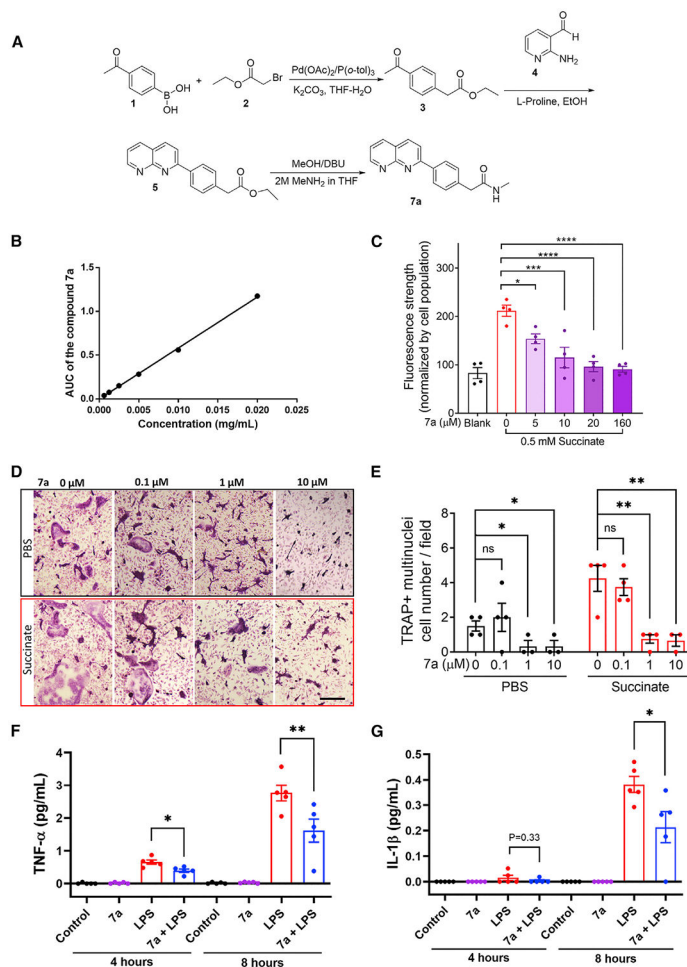 A
O
O
B
OH
OH
1
+
O
O
Br
2
Pd(OAc)2/P(o-tol)3
K2CO3, THF-H2O
O
O
O
3
O
N
NH2
4
L-Proline, EtOH
N
N
O
O
5
MeOH/DBU
2M MeNH2 in THF
N
N
O
N
H
7a
B
AUC of the compound 7a
1.5
1.0
0.5
0.0
0.000
0.005
0.010
0.015
0.020
0.025
Concentration (mg/mL)
C
Fluorescence strength
(normalized by cell population)
300
200
100
0
****
****
***
*
7a (μM)
Blank
0
5
10
20
160
0.5 mM Succinate
D
7a
0 μM
0.1 μM
1 μM
10 μM
PBS
Succinate
E
TRAP+ multinuclei
cell number / field
8
6
4
2
0
*
*
ns
**
**
ns
7a (μM)
0
0.1
1
10
0
0.1
1
10
PBS
Succinate
F
TNF-α (pg/mL)
4
3
2
1
0
*
**
Control
7a
LPS
7a + LPS
Control
7a
LPS
7a + LPS
4 hours
8 hours
G
IL-1β (pg/mL)
0.6
0.5
0.4
0.3
0.2
0.1
0.0
P=0.33
*
Control
7a
LPS
7a + LPS
Control
7a
LPS
7a + LPS
4 hours
8 hours